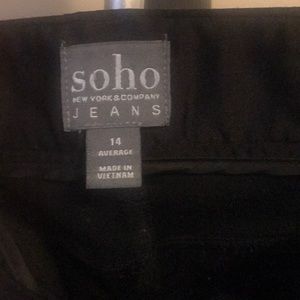 soho
NEW YORK & COMPANY
JEANS
14
AVERAGE
MADE IN
VIETNAM